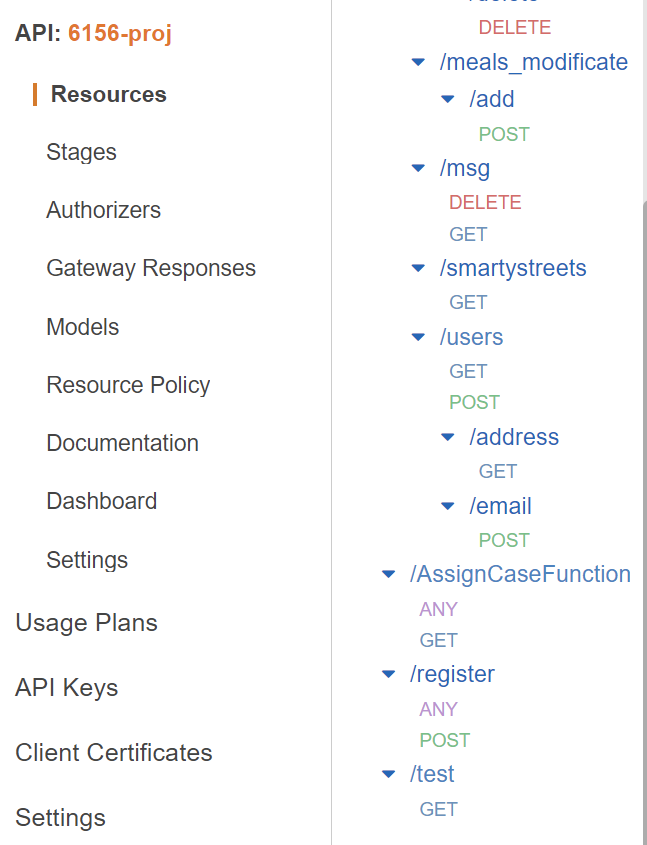 API: 6156-proj
Resources
Stages
Authorizers
Gateway Responses
Models
Resource Policy
Documentation
Dashboard
Settings
Usage Plans
API Keys
Client Certificates
Settings
DELETE
/meals_modificate
/add
POST
/msg
DELETE
GET
/smartystreets
GET
/users
GET
POST
/address
GET
/email
POST
/AssignCaseFunction
ANY
GET
/register
ANY
POST
/test
GET